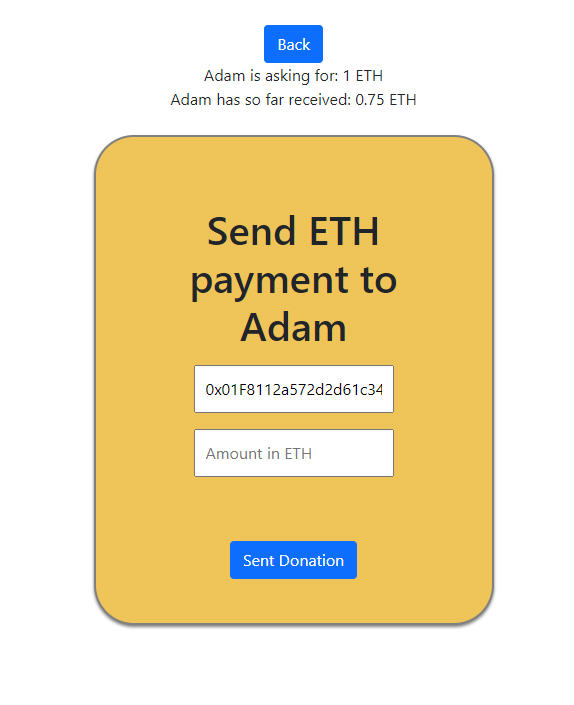 Back
Adam is asking for: 1 ETH
Adam has so far received: 0.75 ETH
Send ETH
payment to
Adam
0x01F8112a572d2d61c34
Amount in ETH
Sent Donation